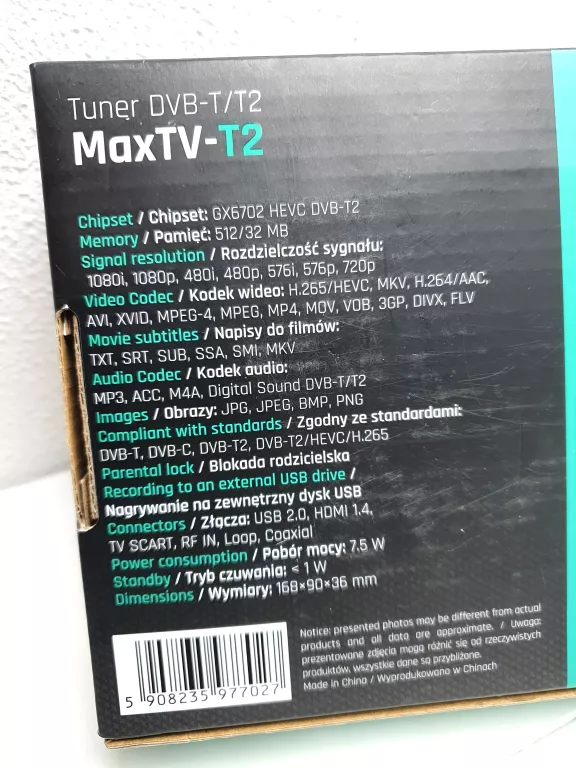 Tuner DVB-T/T2
MaxTV-T2
Chipset / Chipset: GX6702 HEVC DVB-T2
Memory / Pamięć: 512/32 MB
Signal resolution / Rozdzielczość sygnału:
1080i, 1080p, 480i, 480p, 576i, 576p, 720p
Video Codec / Kodek wideo: H.265/HEVC, MKV, H.264/AAC,
AVI, XVID, MPEG-4, MPEG, MP4, MOV, VOB, 3GP, DIVX, FLV
Movie subtitles / Napisy do filmów:
TXT, SRT, SUB, SSA, SMI, MKV
Audio Codec / Kodek audio:
MP3, ACC, M4A, Digital Sound DVB-T/T2
Images / Obrazy: JPG, JPEG, BMP, PNG
Compliant with standards / Zgodny ze standardami:
DVB-T, DVB-C, DVB-T2, DVB-T2/HEVC/H.265
Parental lock / Blokada rodzicielska
Recording to an external USB drive /
Nagrywanie na zewnętrzny dysk USB
Connectors / Złącza: USB 2.0, HDMI 1.4,
TV SCART, RF IN, Loop, Coaxial
Power consumption / Pobór mocy: 7.5 W
Standby / Tryb czuwania: < 1 W
Dimensions / Wymiary: 168×90×36 mm
Notice: presented photos may be different from actual
products and all data are approximate. / Uwaga:
prezentowane zdjęcia mogą różnić się od rzeczywistych
produktów, wszystkie dane są przybliżone.
Made in China / Wyprodukowano w Chinach
5 908235 977027